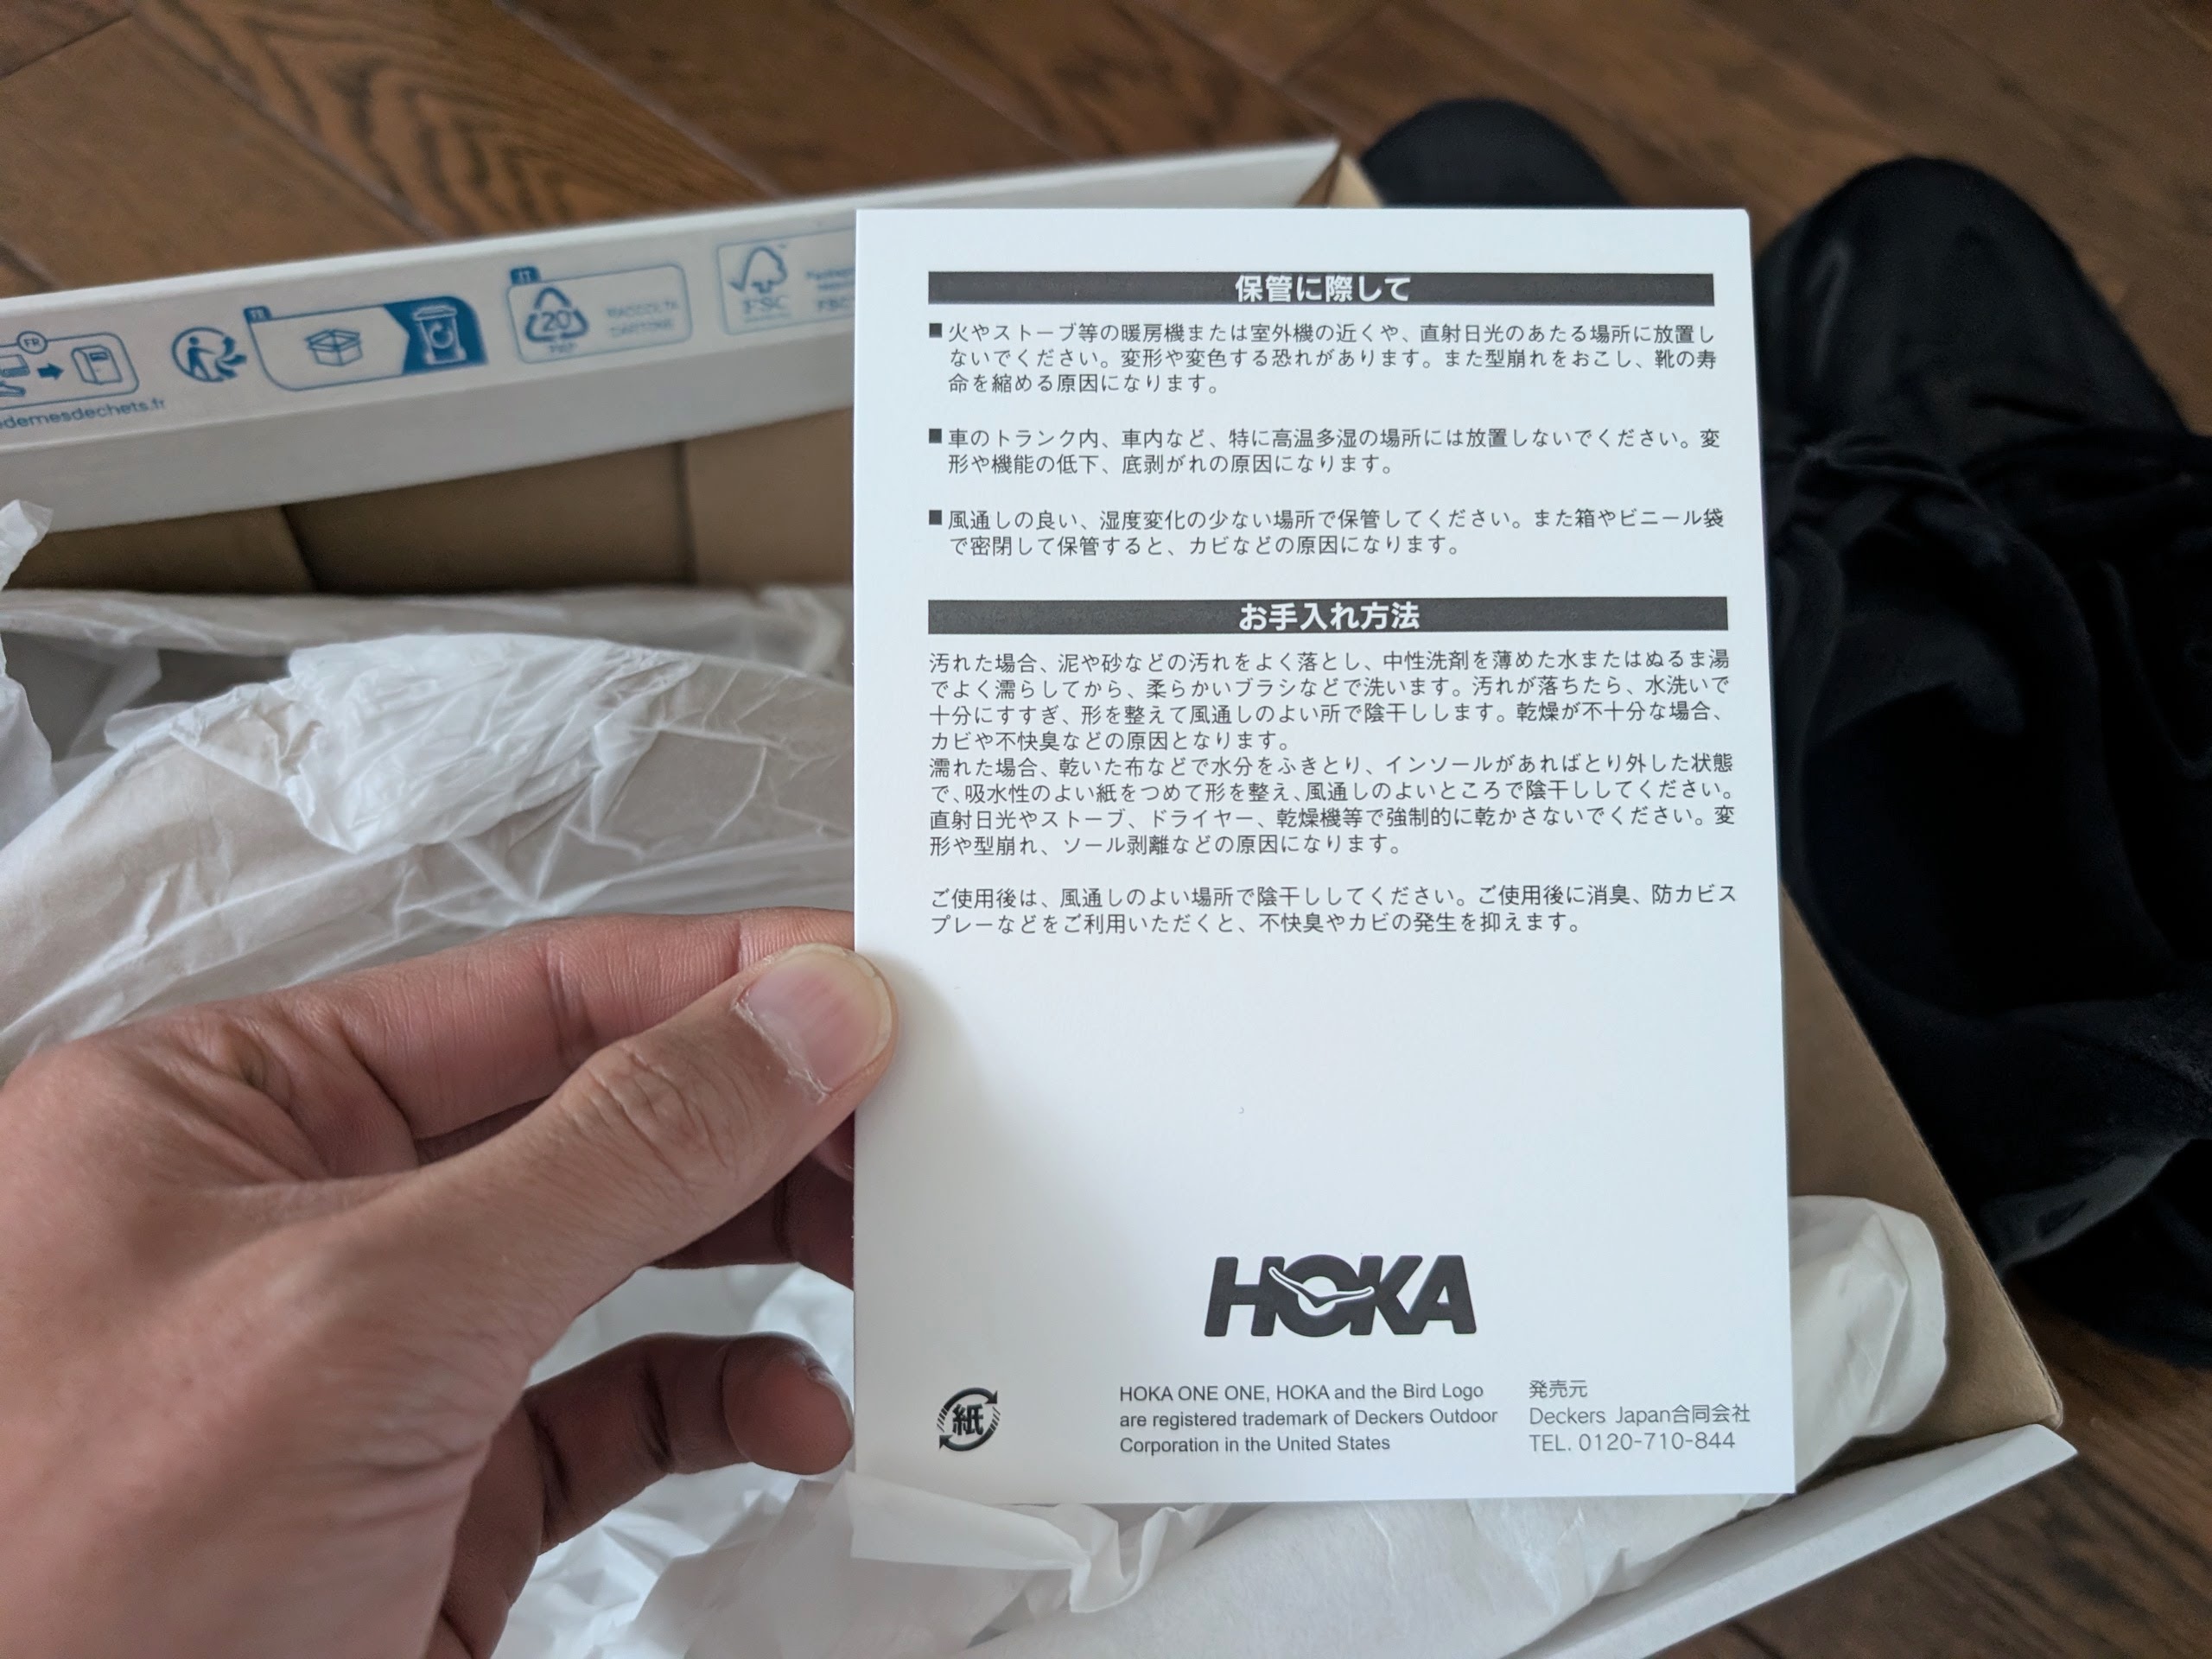 FR
edemesdechets.fr
FR
IT
20
PAP
RACCOLTA
CARTONE
FSC
保管に際して
■火やストーブ等の暖房機または室外機の近くや、直射日光のあたる場所に放置し
ないでください。変形や変色する恐れがあります。また型崩れをおこし、靴の寿
命を縮める原因になります。
■車のトランク内、車内など、特に高温多湿の場所には放置しないでください。変
形や機能の低下、底剥がれの原因になります。
■風通しの良い、湿度変化の少ない場所で保管してください。また箱やビニール袋
で密閉して保管すると、カビなどの原因になります。
お手入れ方法
汚れた場合、泥や砂などの汚れをよく落とし、中性洗剤を薄めた水またはぬるま湯
でよく濡らしてから、柔らかいブラシなどで洗います。汚れが落ちたら、水洗いで
十分にすすぎ、形を整えて風通しのよい所で陰干しします。乾燥が不十分な場合、
カビや不快臭などの原因となります。
濡れた場合、乾いた布などで水分をふきとり、インソールがあればとり外した状態
で、吸水性のよい紙をつめて形を整え、風通しのよいところで陰干ししてください。
直射日光やストーブ、ドライヤー、乾燥機等で強制的に乾かさないでください。変
形や型崩れ、ソール剥離などの原因になります。
ご使用後は、風通しのよい場所で陰干ししてください。ご使用後に消臭、防カビス
プレーなどをご利用いただくと、不快臭やカビの発生を抑えます。
HOKA
紙
HOKA ONE ONE, HOKA and the Bird Logo
are registered trademark of Deckers Outdoor
Corporation in the United States
発売元
Deckers Japan合同会社
TEL. 0120-710-844